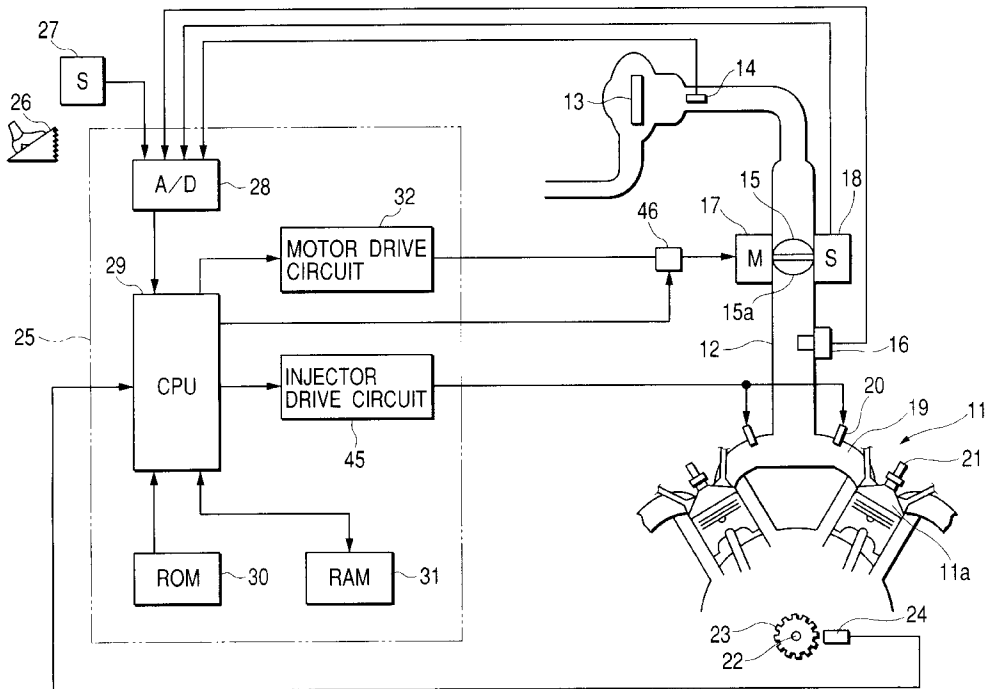 27
S
26
14
13
A/D
28
32
MOTOR DRIVE
CIRCUIT
46
17
15
18
M
S
15a
29
25
CPU
12
16
INJECTOR
DRIVE CIRCUIT
45
20
19
11
21
ROM
30
RAM
31
11a
23
22
24